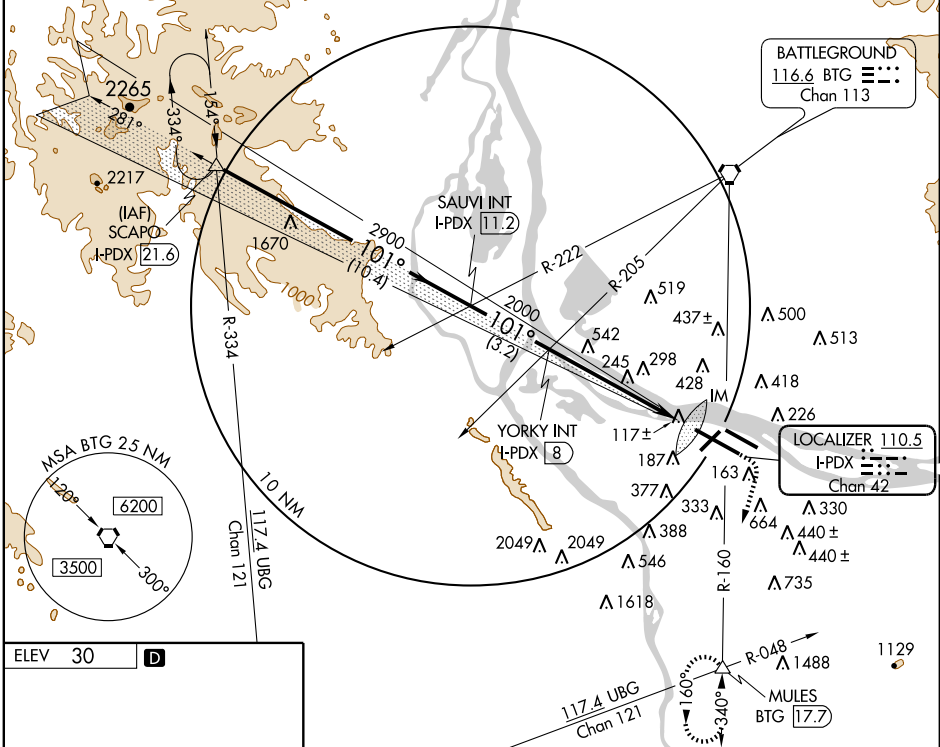 BATTLEGROUND
116.6 BTG
Chan 113
2265
281°
334°
154°
2217
(IAF)
SCAPO
I-PDX 21.6
1670
1000
SAUVI INT
I-PDX 11.2
2900
101°
(10.4)
2000
101°
(3.2)
R-222
R-205
R-334
519
437±
500
513
542
245
298
428
418
IM
226
117±
YORKY INT
I-PDX 8
LOCALIZER 110.5
I-PDX
Chan 42
187
163
377
333
664
330
388
440 ±
440 ±
2049
2049
546
735
1618
10 NM
117.4 UBG
Chan 121
MSA BTG 25 NM
120°
6200
3500
300°
R-160
R-048
1488
1129
160°
340°
MULES
BTG 17.7
117.4 UBG
Chan 121
ELEV 30 D